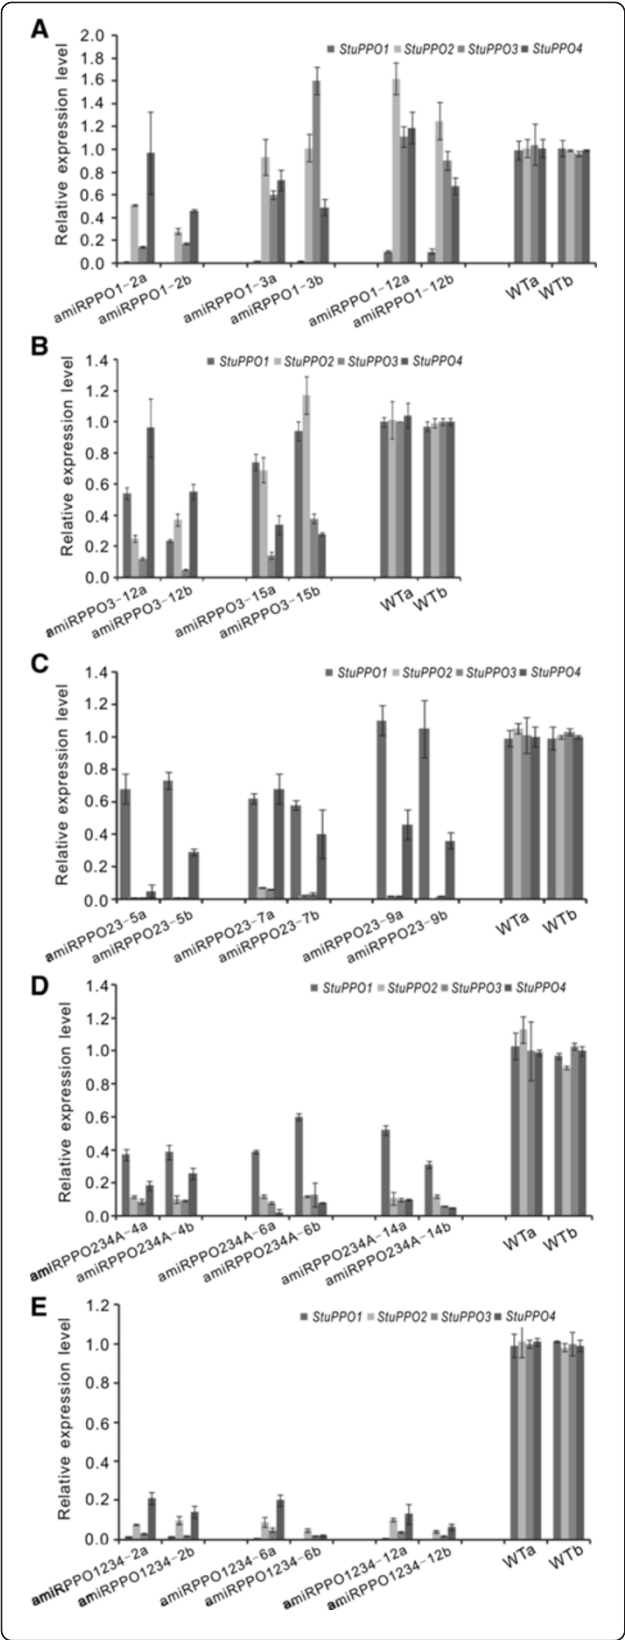 A
Relative expression level
2.0
1.8
1.6
1.4
1.2
1.0
0.8
0.6
0.4
0.2
0.0
StuPPO1 StuPPO2 StuPPO3 StuPPO4
amiRPPO1-2a
amiRPPO1-2b
amiRPPO1-3a
amiRPPO1-3b
amiRPPO1-12a
amiRPPO1-12b
WTa
WTb
B
Relative expression level
1.4
1.2
1.0
0.8
0.6
0.4
0.2
0.0
StuPPO1 StuPPO2 StuPPO3 StuPPO4
amiRPPO3-12a
amiRPPO3-12b
amiRPPO3-15a
amiRPPO3-15b
WTa
WTb
C
Relative expression level
1.4
1.2
1.0
0.8
0.6
0.4
0.2
0.0
StuPPO1 StuPPO2 StuPPO3 StuPPO4
amiRPPO23-5a
amiRPPO23-5b
amiRPPO23-7a
amiRPPO23-7b
amiRPPO23-9a
amiRPPO23-9b
WTa
WTb
D
Relative expression level
1.4
1.2
1.0
0.8
0.6
0.4
0.2
0.0
StuPPO1 StuPPO2 StuPPO3 StuPPO4
amiRPPO234A-4a
amiRPPO234A-4b
amiRPPO234A-6a
amiRPPO234A-6b
amiRPPO234A-14a
amiRPPO234A-14b
WTa
WTb
E
Relative expression level
1.2
1.0
0.8
0.6
0.4
0.2
0.0
StuPPO1 StuPPO2 StuPPO3 StuPPO4
amiRPPO1234-2a
amiRPPO1234-2b
amiRPPO1234-6a
amiRPPO1234-6b
amiRPPO1234-12a
amiRPPO1234-12b
WTa
WTb